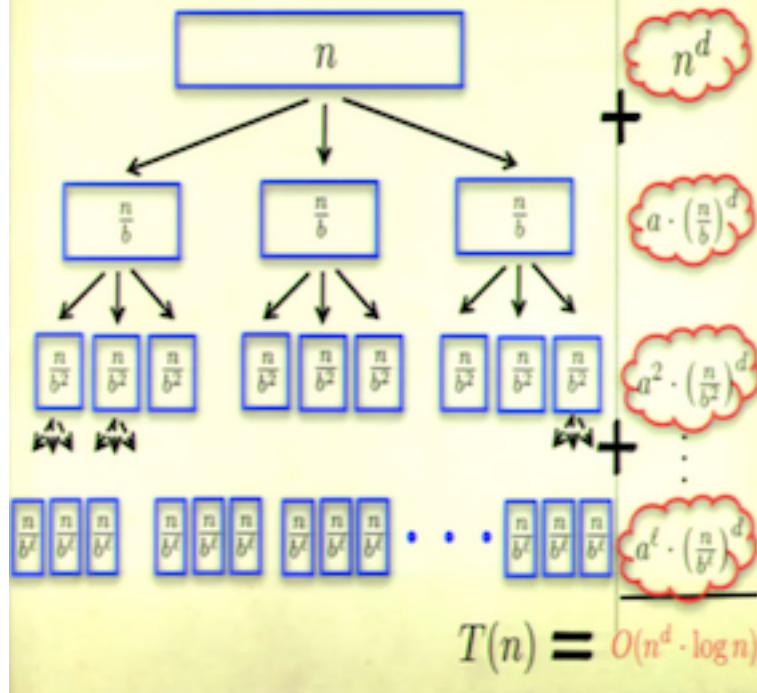 n n^d
+
n/b n/b n/b a · (n/b)^d
n/b^2 n/b^2 n/b^2 n/b^2 n/b^2 n/b^2 n/b^2 n/b^2 n/b^2 a^2 · (n/b^2)^d
+ ⋮
n/b^ℓ n/b^ℓ n/b^ℓ n/b^ℓ n/b^ℓ n/b^ℓ n/b^ℓ n/b^ℓ n/b^ℓ · · · n/b^ℓ n/b^ℓ n/b^ℓ a^ℓ · (n/b^ℓ)^d
T(n) = O(n^d · log n)